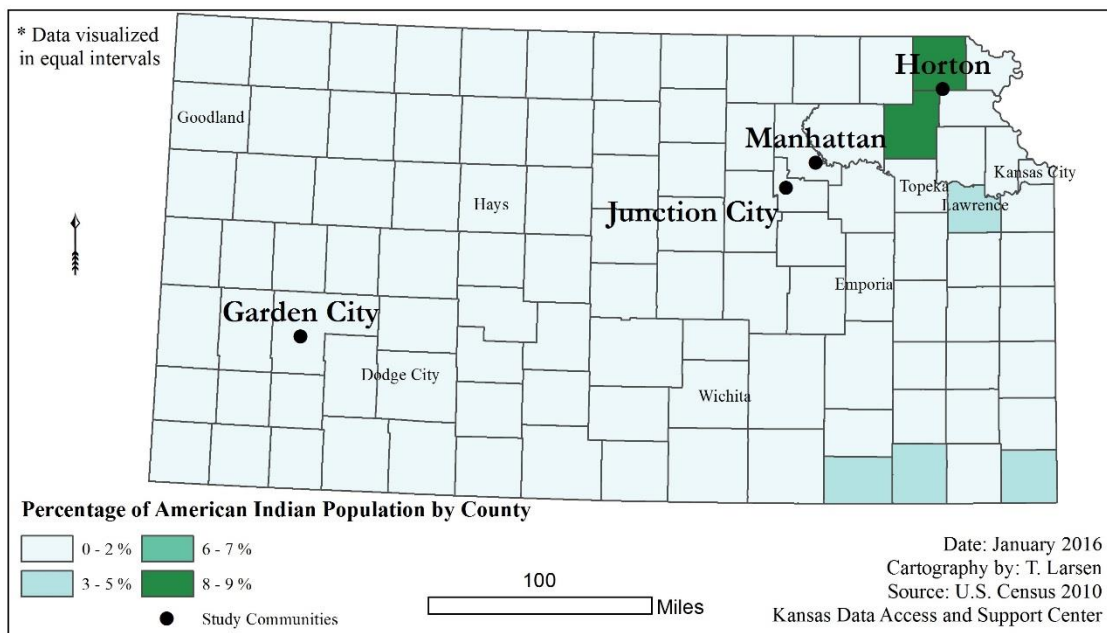 * Data visualized
in equal intervals
Horton
Goodland
Manhattan
Kansas City
Topeka
Lawrence
Hays
Junction City
Emporia
Garden City
Dodge City
Wichita
Percentage of American Indian Population by County
0 - 2 %
6 - 7 %
3 - 5 %
8 - 9 %
Study Communities
100
Miles
Date: January 2016
Cartography by: T. Larsen
Source: U.S. Census 2010
Kansas Data Access and Support Center